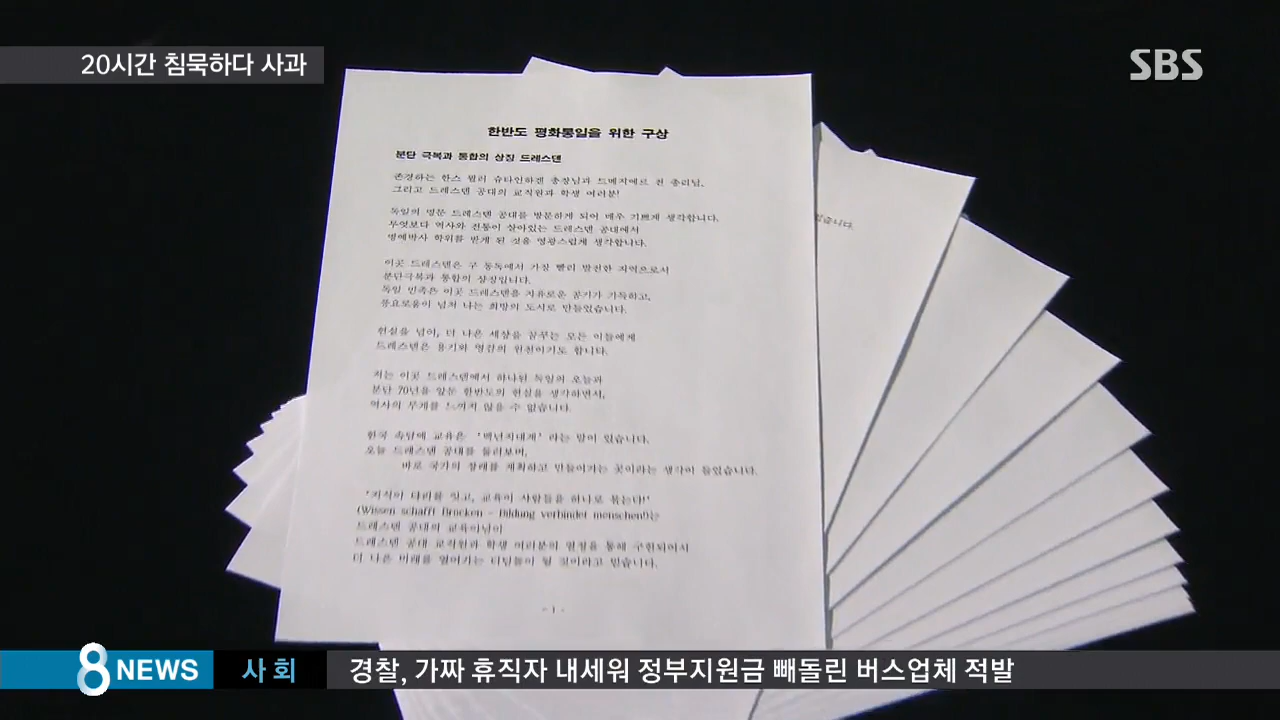 20시간 침묵하다 사과
SBS
한반도 평화통일을 위한 구상
분단 극복과 통합의 상징 드레스덴
존경하는 한스 뮐러 슈타인하겐 총장님과 드메지에르 전 총리님,
그리고 드레스덴 공대의 교직원과 학생 여러분!
독일의 명문 드레스덴 공대를 방문하게 되어 매우 기쁘게 생각합니다.
무엇보다 역사와 전통이 살아있는 드레스덴 공대에서
명예박사 학위를 받게 된 것을 영광스럽게 생각합니다.
이곳 드레스덴은 구 동독에서 가장 빨리 발전한 지역으로서
분단극복과 통합의 상징입니다.
독일 민족은 이곳 드레스덴을 자유로운 공기가 가득하고,
풍요로움이 넘쳐 나는 희망의 도시로 만들었습니다.
현실을 넘어, 더 나은 세상을 꿈꾸는 모든 이들에게
드레스덴은 용기와 영감의 원천이기도 합니다.
저는 이곳 드레스덴에서 하나된 독일의 오늘과
분단 70년을 앞둔 한반도의 현실을 생각하면서,
역사의 무게를 느끼지 않을 수 없습니다.
한국 속담에 교육은 '백년지대계' 라는 말이 있습니다.
오늘 드레스덴 공대를 둘러보며,
바로 국가의 장래를 계획하고 만들어가는 곳이라는 생각이 들었습니다.
'지식이 다리를 잇고, 교육이 사람들을 하나로 묶는다!'
(Wissen schafft Brücken - Bildung verbindet menschen!)는
드레스덴 공대의 교육이념이
드레스덴 공대 교직원과 학생 여러분의 열정을 통해 구현되어서
더 나은 미래를 열어가는 디딤돌이 될 것이라고 믿습니다.
- 1 -
습니다.
8 NEWS 사회 경찰, 가짜 휴직자 내세워 정부지원금 빼돌린 버스업체 적발